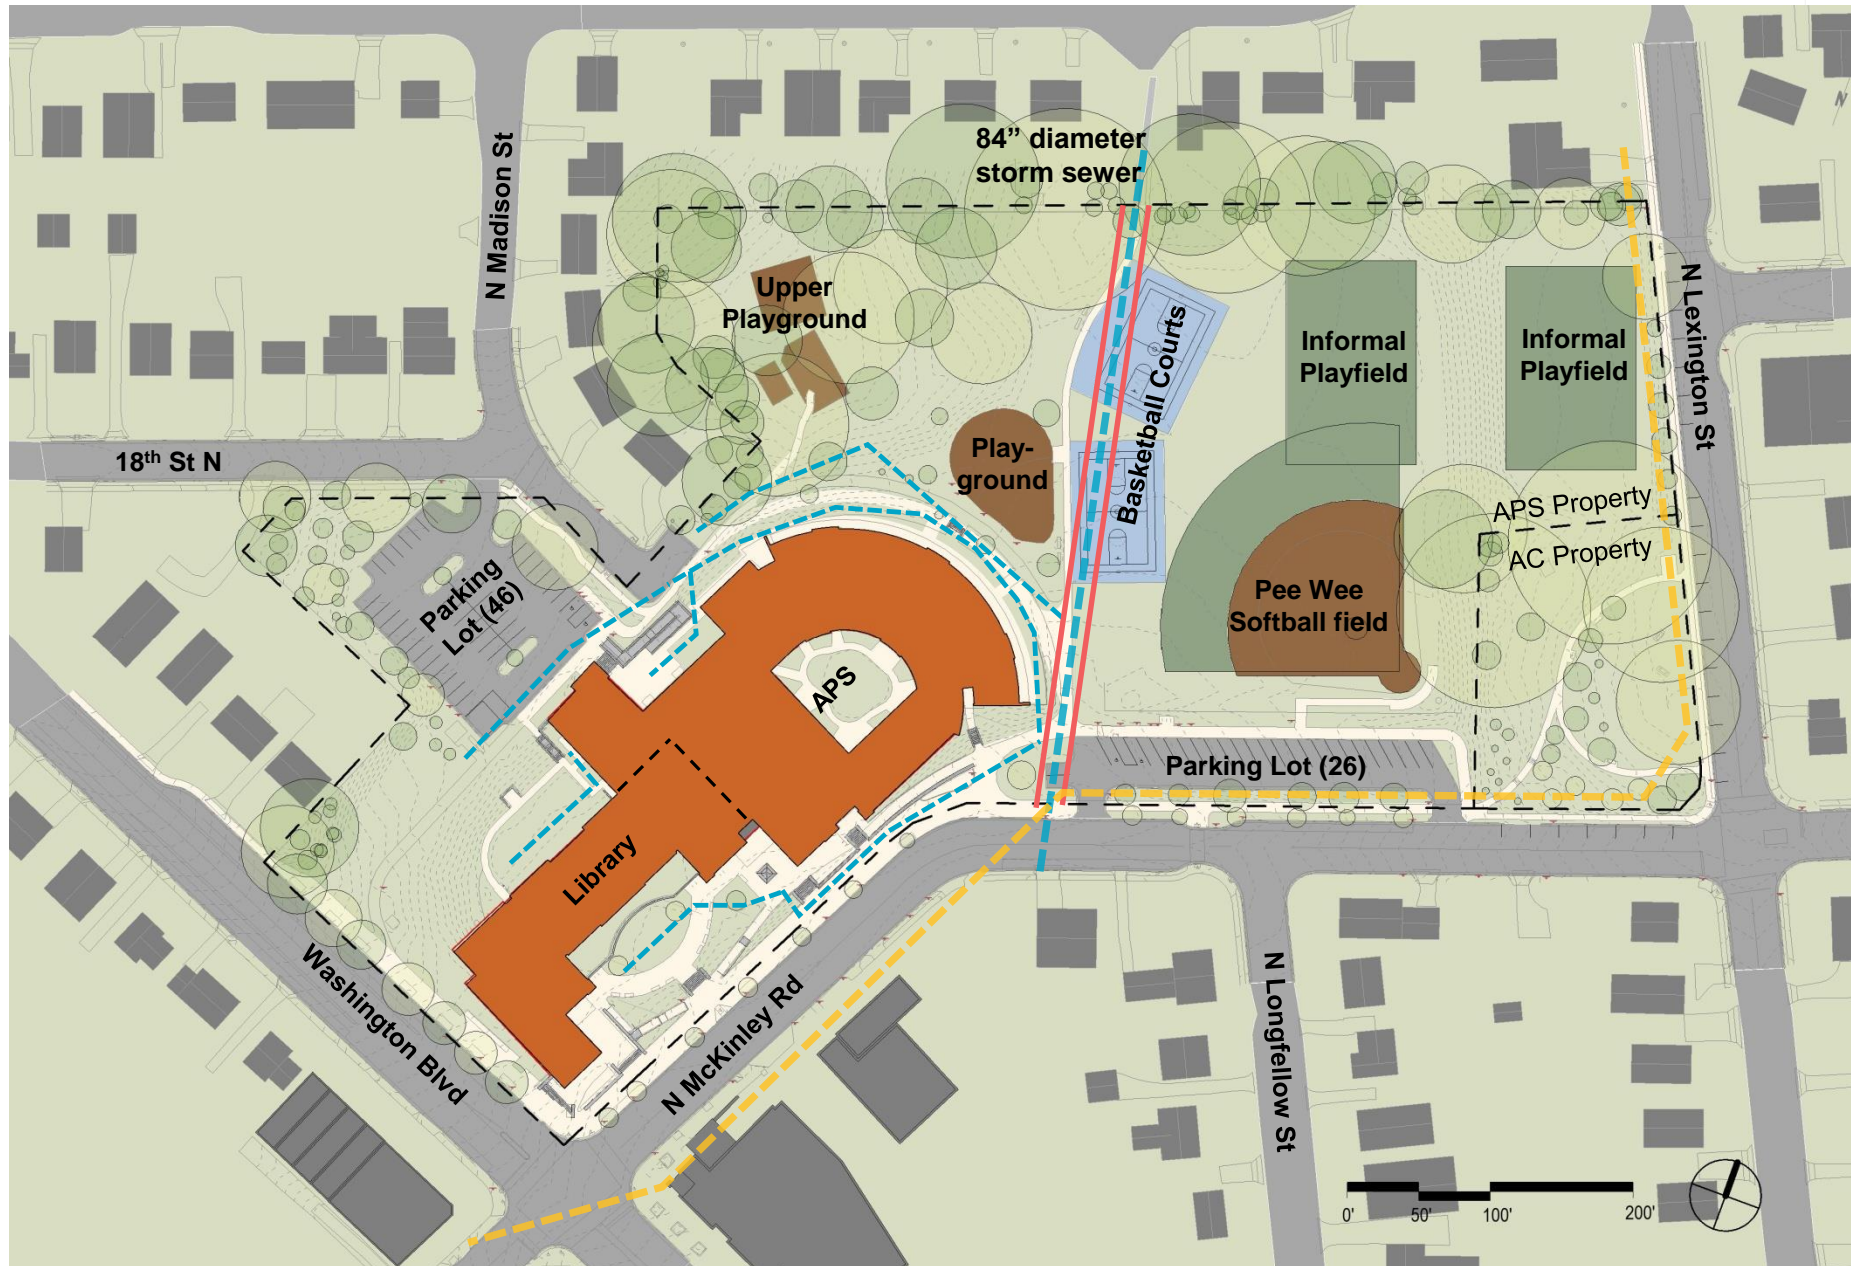 N Madison St
84” diameter
storm sewer
N
N Lexington St
Upper
Playground
Basketball Courts
Informal
Playfield
Informal
Playfield
18th St N
Play-
ground
APS Property
AC Property
Parking
Lot (46)
Pee Wee
Softball field
APS
Parking Lot (26)
Library
Washington Blvd
N McKinley Rd
N Longfellow St
0'
50'
100'
200'